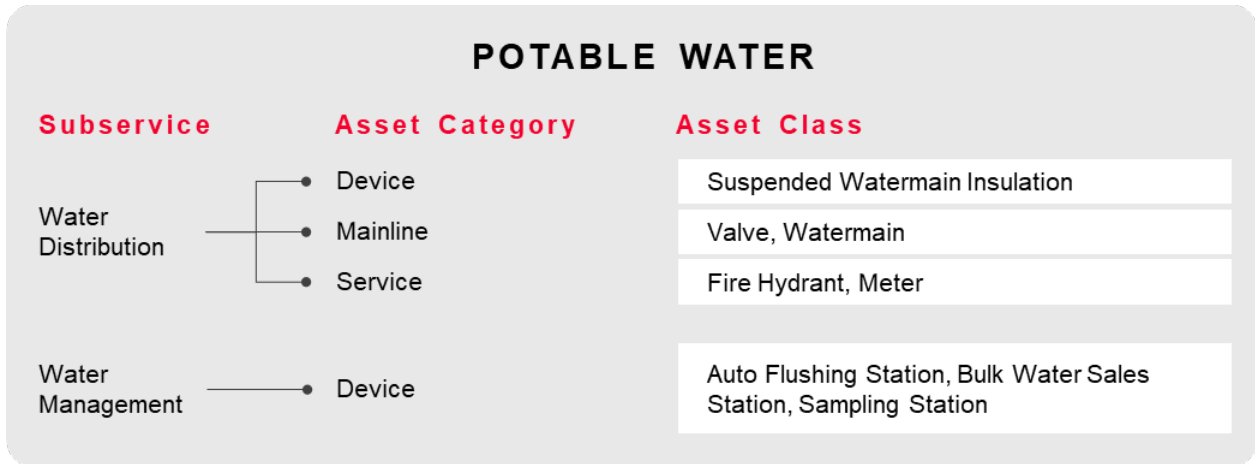 POTABLE WATER
Subservice Asset Category Asset Class
Water
Distribution
Device Suspended Watermain Insulation
Mainline Valve, Watermain
Service Fire Hydrant, Meter
Water
Management
Device
Auto Flushing Station, Bulk Water Sales
Station, Sampling Station